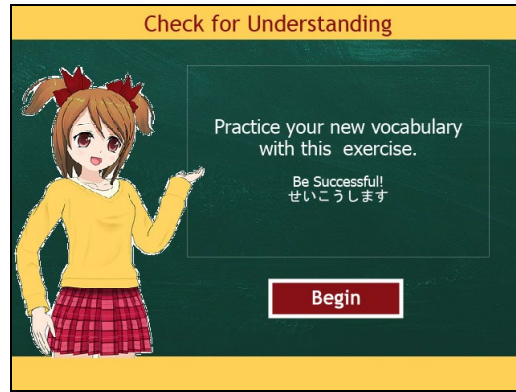 Check for Understanding
Practice your new vocabulary
with this exercise.
Be Successful!
せいこうします
Begin